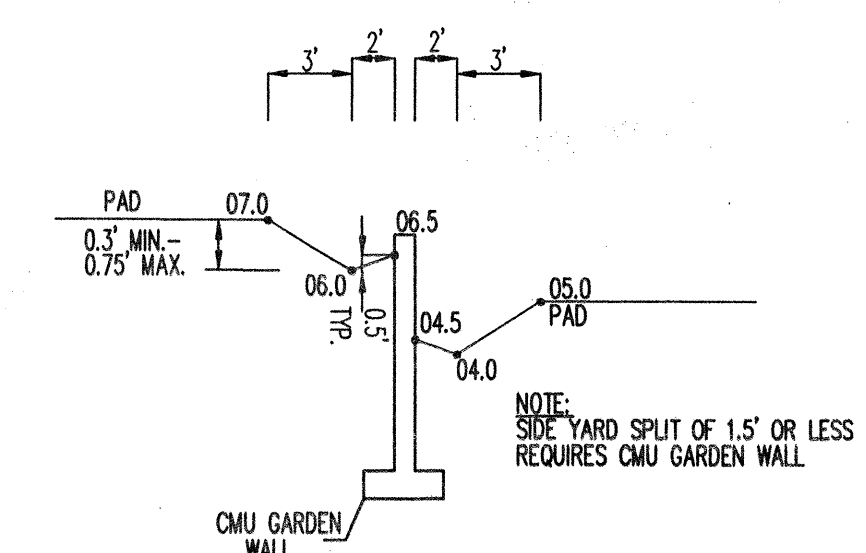 3' 2' 2' 3'
PAD 07.0
0.3' MIN.-
0.75' MAX.
06.5
06.0
0.5'
TYP.
04.5
04.0
05.0
PAD
NOTE:
SIDE YARD SPLIT OF 1.5' OR LESS
REQUIRES CMU GARDEN WALL
CMU GARDEN
WALL